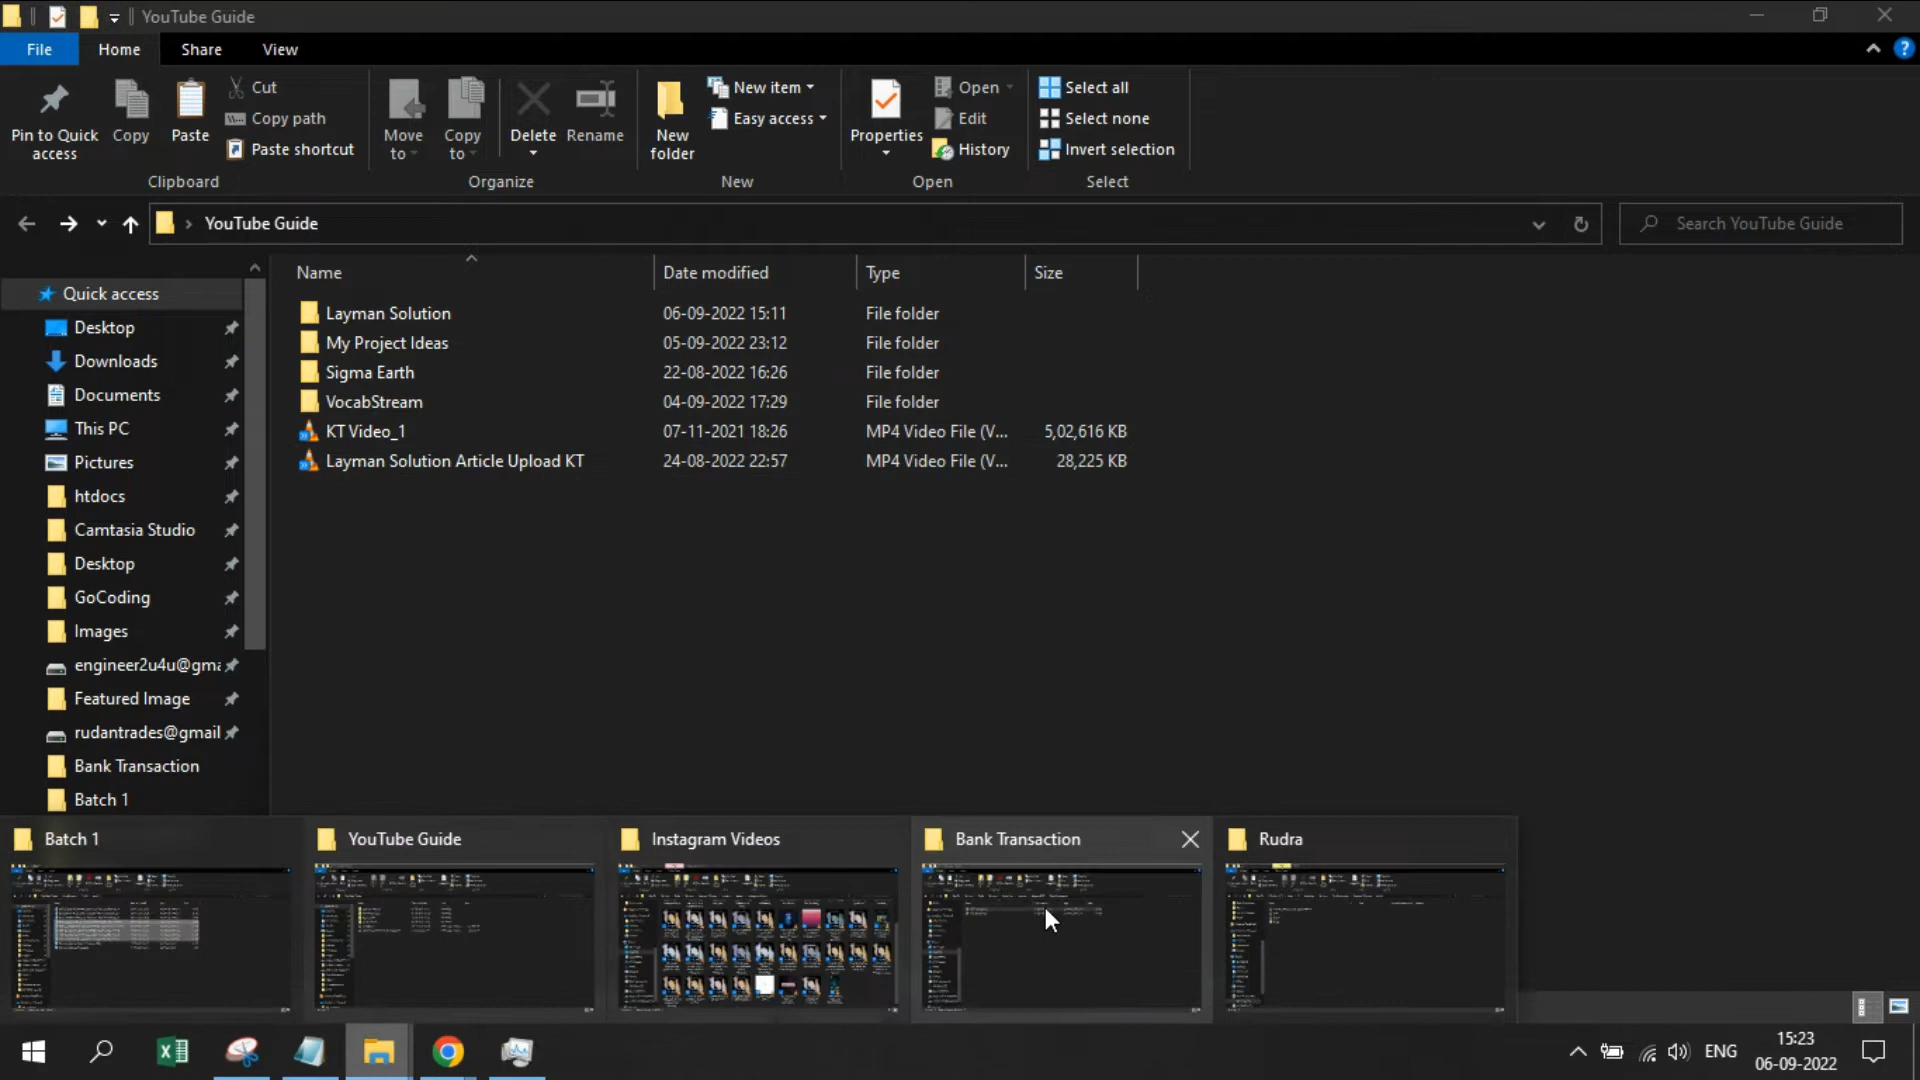 YouTube Guide
File Home Share View
Pin to Quick access
Copy
Paste
Cut
Copy path
Paste shortcut
Clipboard
Move to
Copy to
Delete
Rename
Organize
New folder
New item
Easy access
New
Properties
Open
Edit
History
Open
Select all
Select none
Invert selection
Select
YouTube Guide
Search YouTube Guide
Name Date modified Type Size
Layman Solution 06-09-2022 15:11 File folder
My Project Ideas 05-09-2022 23:12 File folder
Sigma Earth 22-08-2022 16:26 File folder
VocabStream 04-09-2022 17:29 File folder
KT Video_1 07-11-2021 18:26 MP4 Video File (V... 5,02,616 KB
Layman Solution Article Upload KT 24-08-2022 22:57 MP4 Video File (V... 28,225 KB
Quick access
Desktop
Downloads
Documents
This PC
Pictures
htdocs
Camtasia Studio
Desktop
GoCoding
Images
engineer2u4u@gma
Featured Image
rudantrades@gmail
Bank Transaction
Batch 1
Batch 1
YouTube Guide
Instagram Videos
Bank Transaction
Rudra
ENG
15:23
06-09-2022